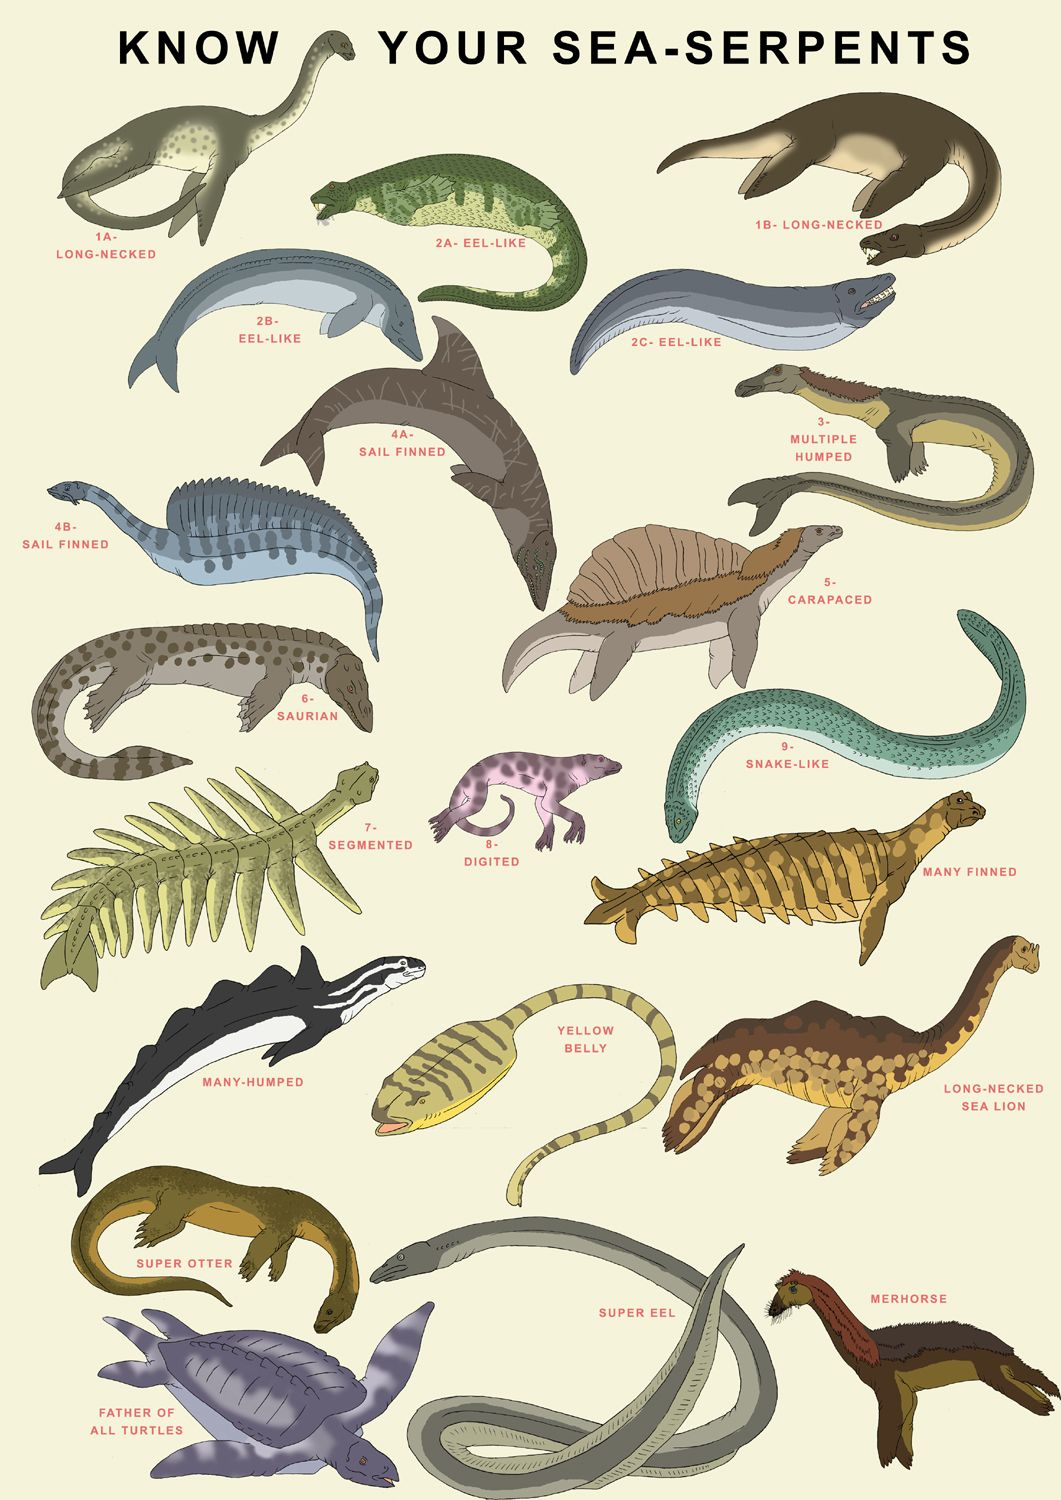 KNOW YOUR SEA-SERPENTS
1A-
LONG-NECKED
2A- EEL-LIKE
1B- LONG-NECKED
2B-
EEL-LIKE
2C- EEL-LIKE
3-
MULTIPLE
HUMPED
4A-
SAIL FINNED
4B-
SAIL FINNED
5-
CARAPACED
6-
SAURIAN
9-
SNAKE-LIKE
7-
SEGMENTED
8-
DIGITED
MANY FINNED
YELLOW
BELLY
MANY-HUMPED
LONG-NECKED
SEA LION
SUPER OTTER
SUPER EEL
MERHORSE
FATHER OF
ALL TURTLES